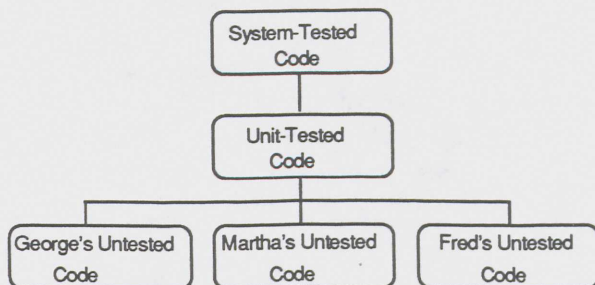 System-Tested
Code
Unit-Tested
Code
George's Untested
Code
Martha's Untested
Code
Fred's Untested
Code